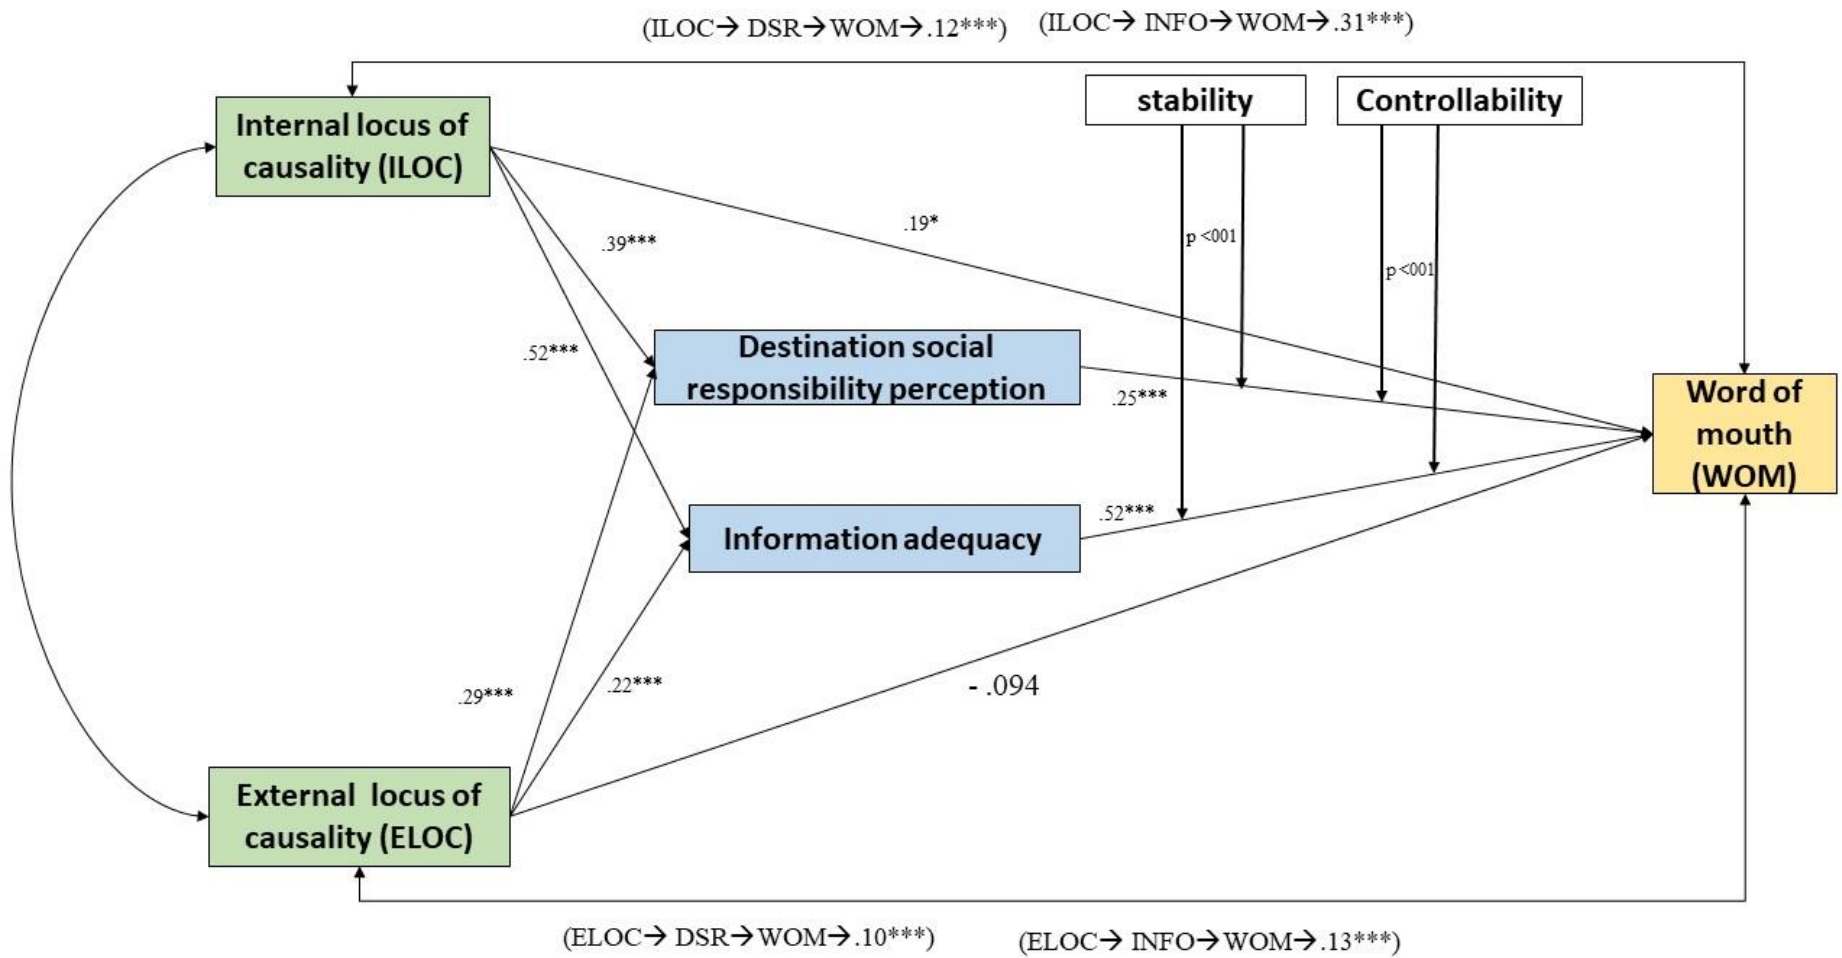 (ILOC→ DSR→WOM→.12***)
(ILOC→ INFO→WOM→.31***)
stability
Controllability
Internal locus of
causality (ILOC)
.19*
.39***
p <001
p <001
.52***
Destination social
responsibility perception
.25***
Word of
mouth
(WOM)
.52***
Information adequacy
.29***
.22***
- .094
External locus of
causality (ELOC)
(ELOC→ DSR→WOM→.10***)
(ELOC→ INFO→WOM→.13***)